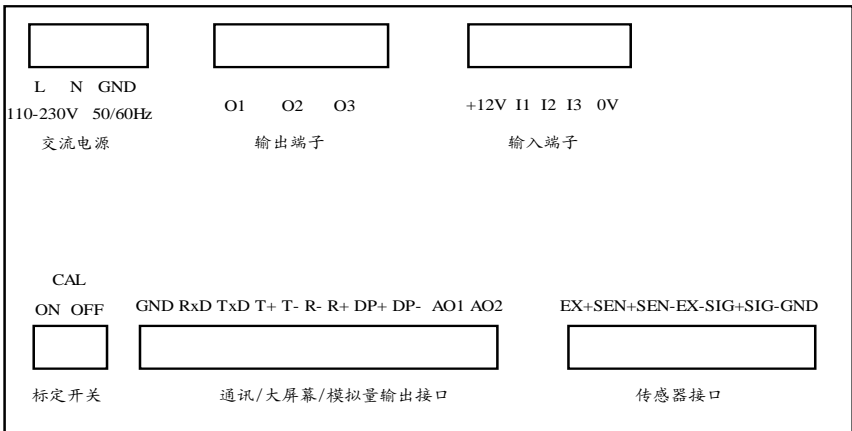 L N GND
110-230V 50/60Hz
交流电源
O1 O2 O3
输出端子
+12V I1 I2 I3 0V
输入端子
CAL
ON OFF
标定开关
GND RxD TxD T+ T- R- R+ DP+ DP- AO1 AO2
通讯/大屏幕/模拟量输出接口
EX+SEN+SEN-EX-SIG+SIG-GND
传感器接口